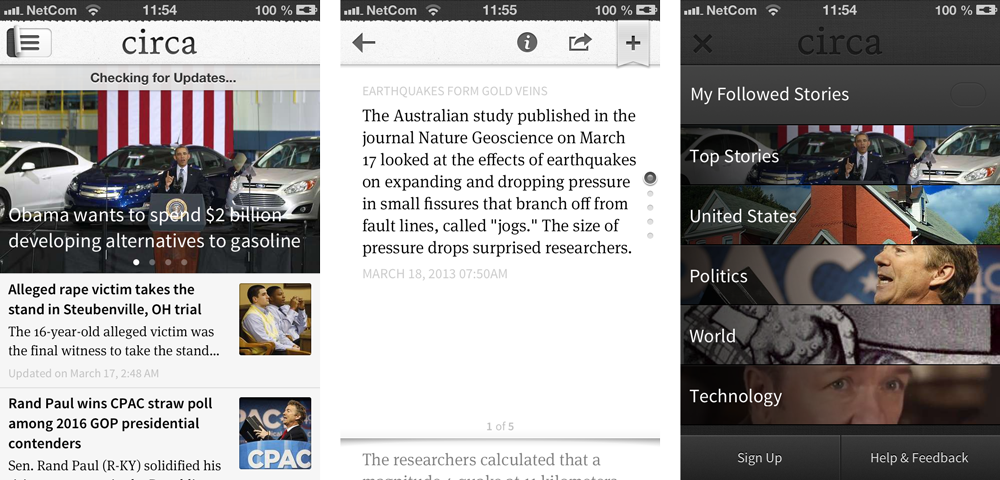 NetCom 11:54 100 %
circa
Checking for Updates...
Obama wants to spend $2 billion
developing alternatives to gasoline
Alleged rape victim takes the
stand in Steubenville, OH trial
The 16-year-old alleged victim was
the final witness to take the stand...
Updated on March 17, 2:48 AM
Rand Paul wins CPAC straw poll
among 2016 GOP presidential
contenders
CPAC
Sen. Rand Paul (R-KY) solidified his
NetCom 11:55 100 %
EARTHQUAKES FORM GOLD VEINS
The Australian study published in the
journal Nature Geoscience on March
17 looked at the effects of earthquakes
on expanding and dropping pressure
in small fissures that branch off from
fault lines, called "jogs." The size of
pressure drops surprised researchers.
MARCH 18, 2013 07:50AM
1 of 5
The researchers calculated that a
NetCom 11:54 100 %
circa
My Followed Stories
Top Stories
United States
Politics
World
Technology
Sign Up
Help & Feedback